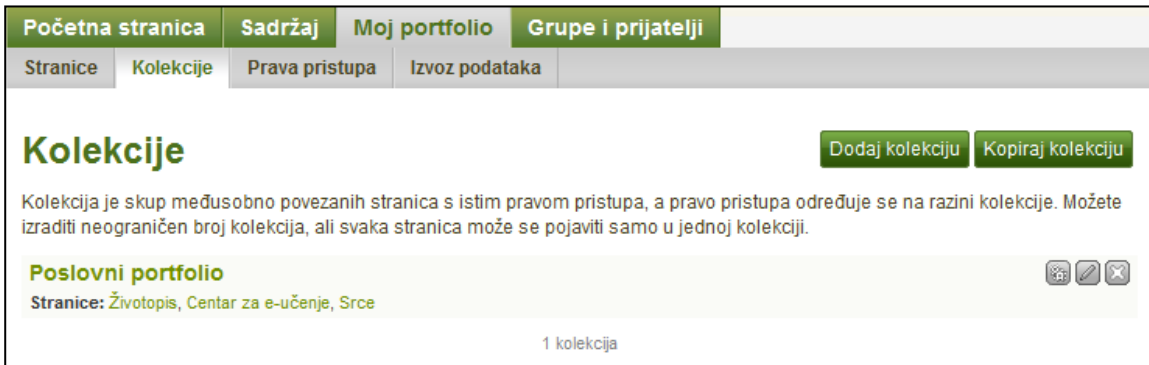 Početna stranica Sadržaj Moj portfolio Grupe i prijatelji
Stranice Kolekcije Prava pristupa Izvoz podataka
Kolekcije
Dodaj kolekciju Kopiraj kolekciju
Kolekcija je skup međusobno povezanih stranica s istim pravom pristupa, a pravo pristupa određuje se na razini kolekcije. Možete
izraditi neograničen broj kolekcija, ali svaka stranica može se pojaviti samo u jednoj kolekciji.
Poslovni portfolio
Stranice: Životopis, Centar za e-učenje, Srce
1 kolekcija